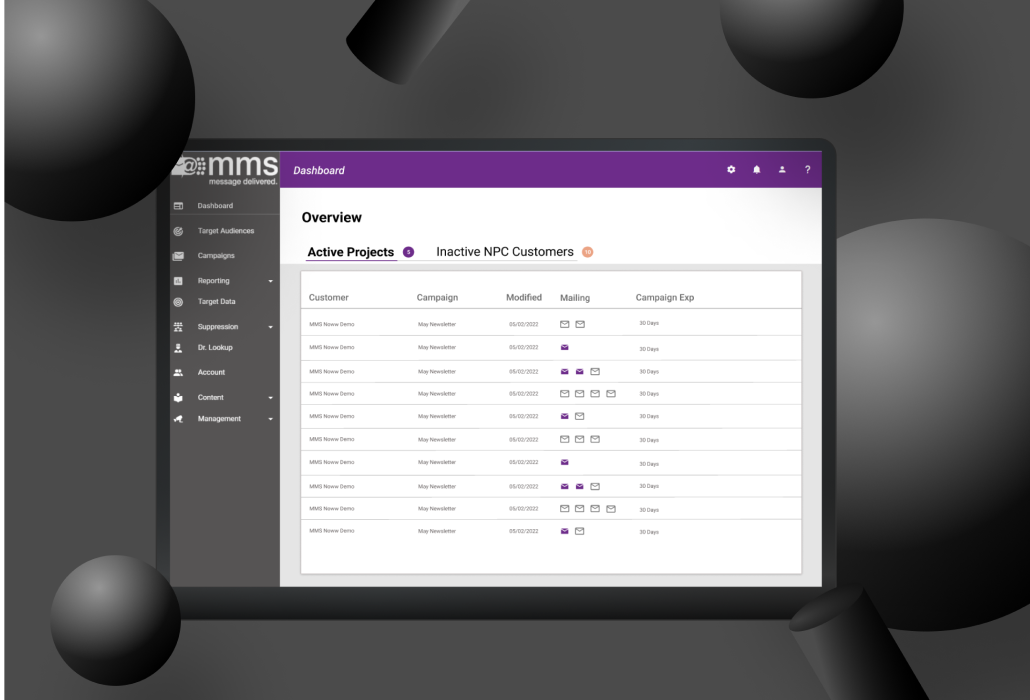 @mms
message delivered.
Dashboard
?
Dashboard
Target Audiences
Campaigns
Reporting
Target Data
Suppression
Dr. Lookup
Account
Content
Management
Overview
Active Projects 5 Inactive NPC Customers 10
Customer Campaign Modified Mailing Campaign Exp
MMS Noww Demo May Newsletter 05/02/2022 30 Days
MMS Noww Demo May Newsletter 05/02/2022 30 Days
MMS Noww Demo May Newsletter 05/02/2022 30 Days
MMS Noww Demo May Newsletter 05/02/2022 30 Days
MMS Noww Demo May Newsletter 05/02/2022 30 Days
MMS Noww Demo May Newsletter 05/02/2022 30 Days
MMS Noww Demo May Newsletter 05/02/2022 30 Days
MMS Noww Demo May Newsletter 05/02/2022 30 Days
MMS Noww Demo May Newsletter 05/02/2022 30 Days
MMS Noww Demo May Newsletter 05/02/2022 30 Days